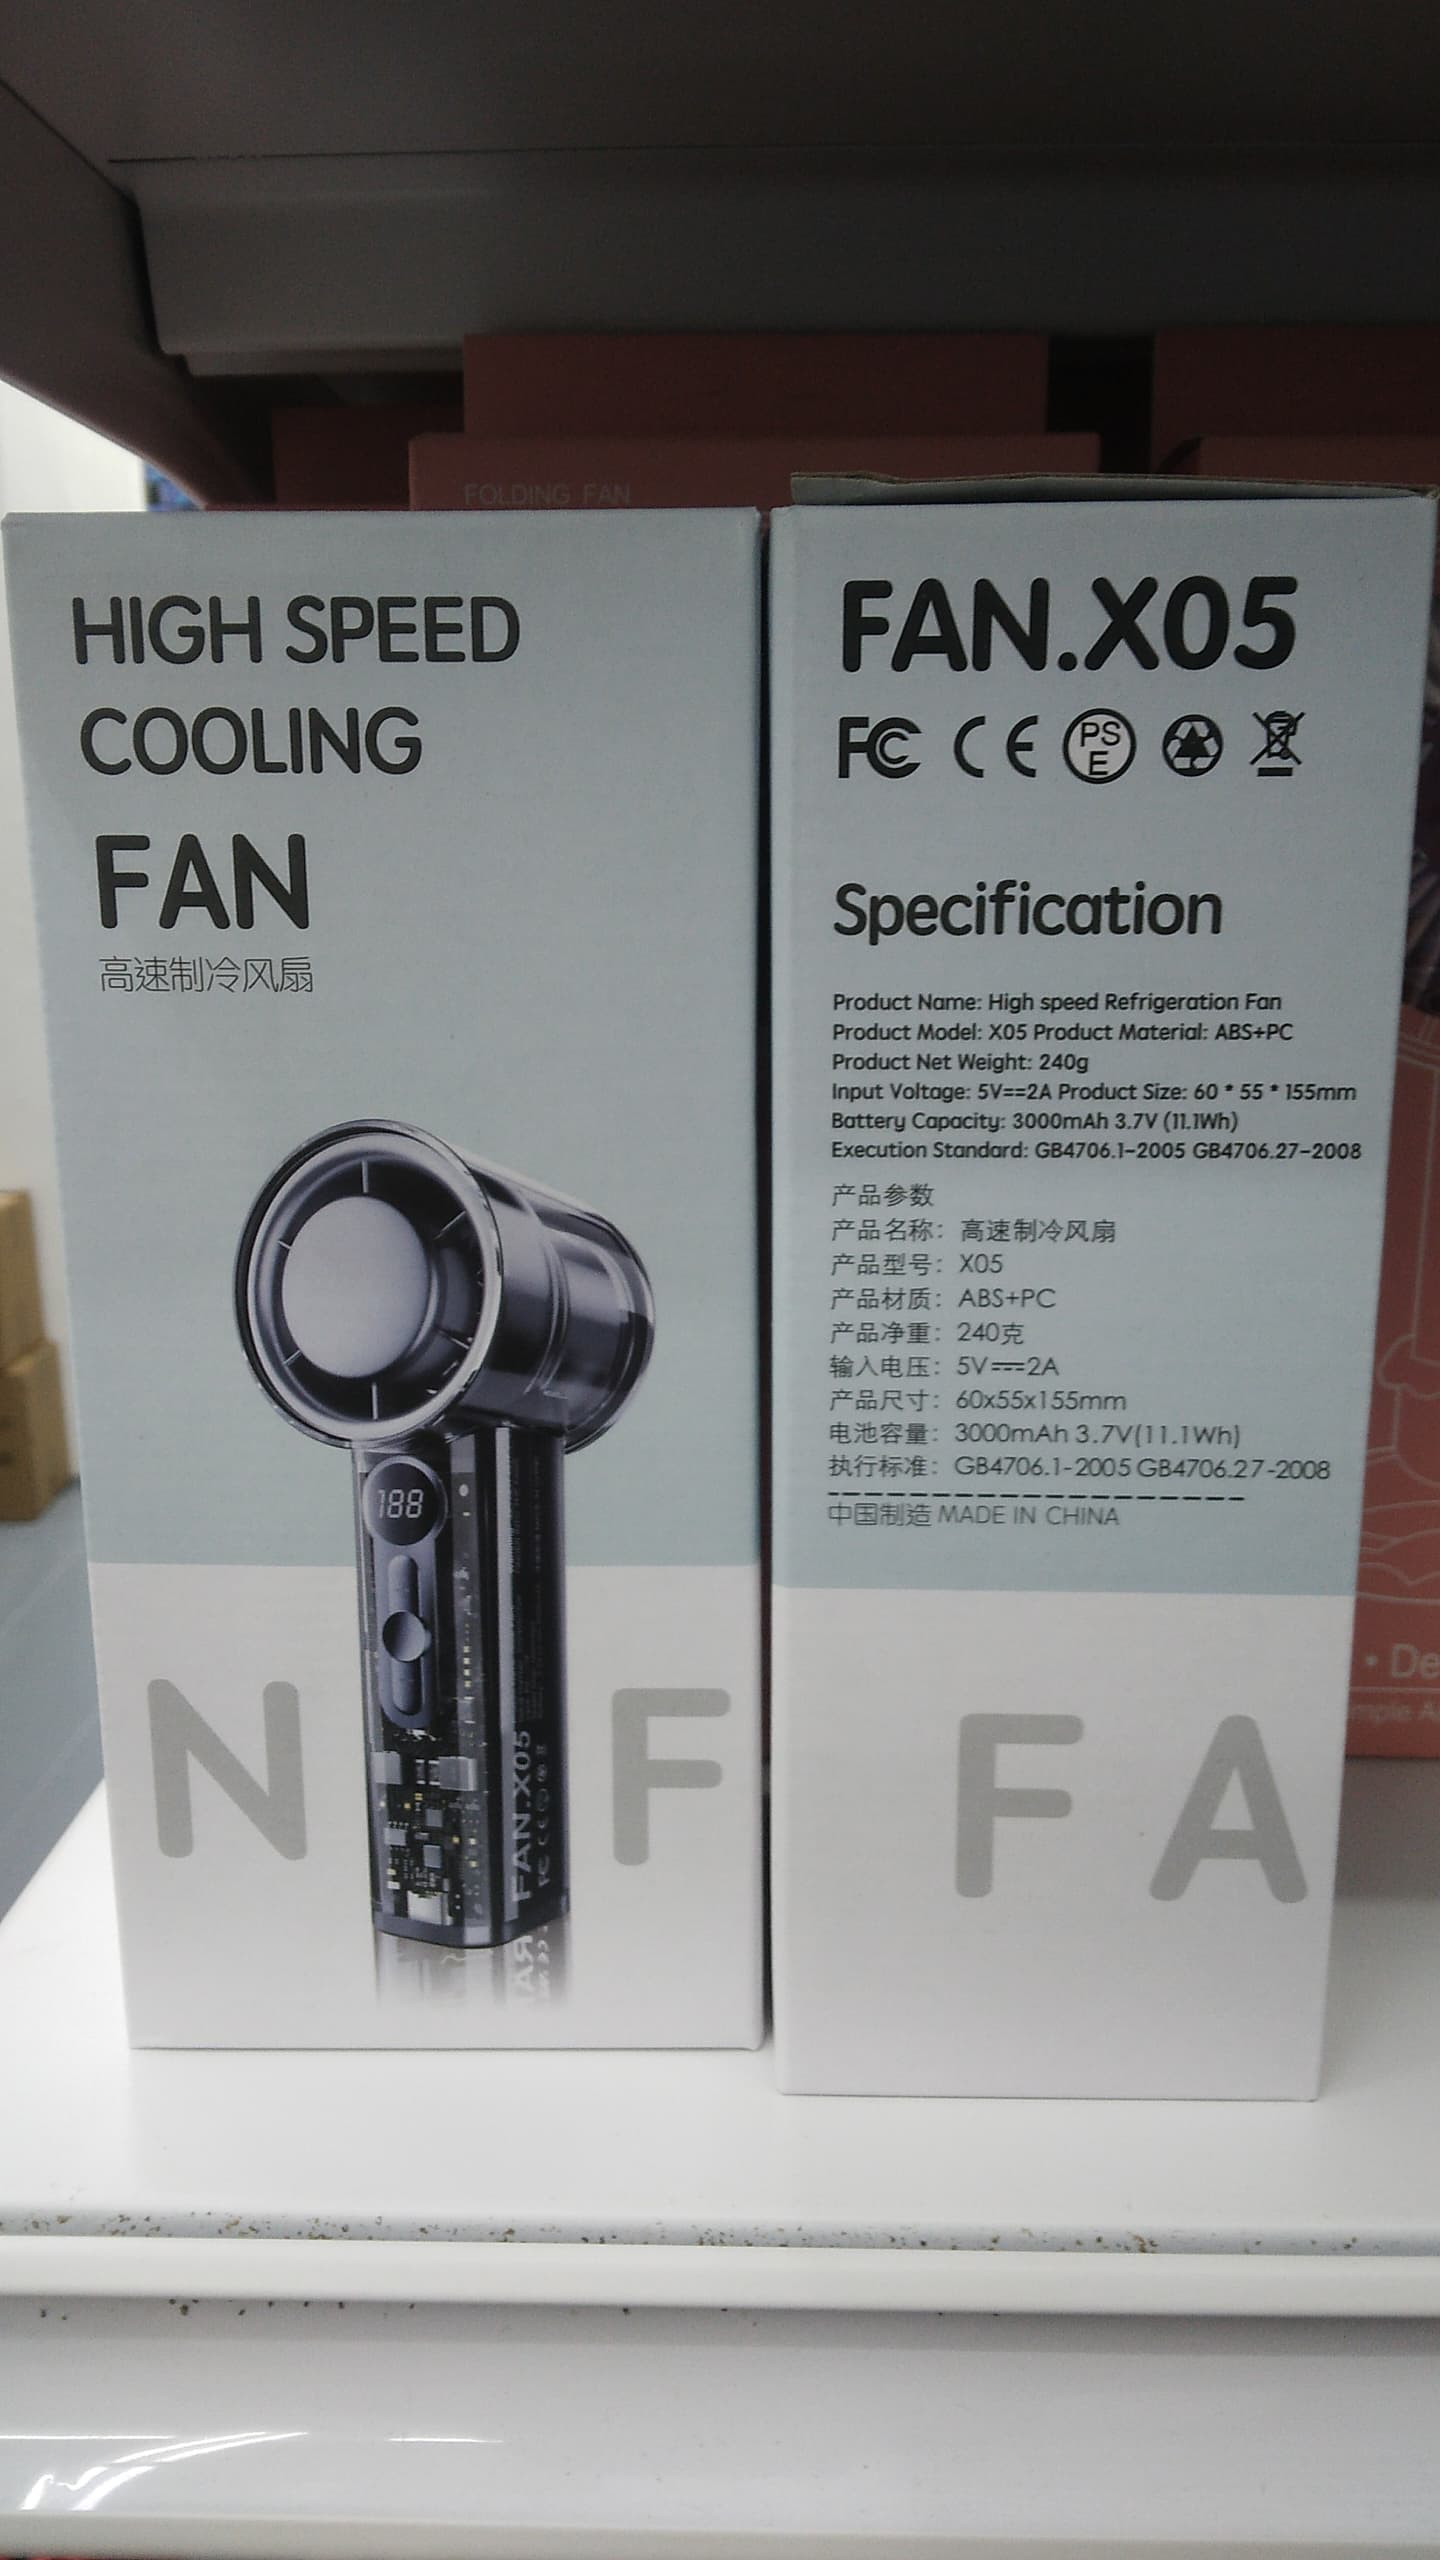 FOLDING FAN
HIGH SPEED
COOLING
FAN
高速制冷风扇
188
FAN.X05
N F
FAN.X05
FC CE PS E
Specification
Product Name: High speed Refrigeration Fan
Product Model: X05 Product Material: ABS+PC
Product Net Weight: 240g
Input Voltage: 5V==2A Product Size: 60 * 55 * 155mm
Battery Capacity: 3000mAh 3.7V (11.1Wh)
Execution Standard: GB4706.1-2005 GB4706.27-2008
产品参数
产品名称：高速制冷风扇
产品型号：X05
产品材质：ABS+PC
产品净重：240克
输入电压：5V⎓2A
产品尺寸：60x55x155mm
电池容量：3000mAh 3.7V(11.1Wh)
执行标准：GB4706.1-2005 GB4706.27-2008
中国制造 MADE IN CHINA
F A